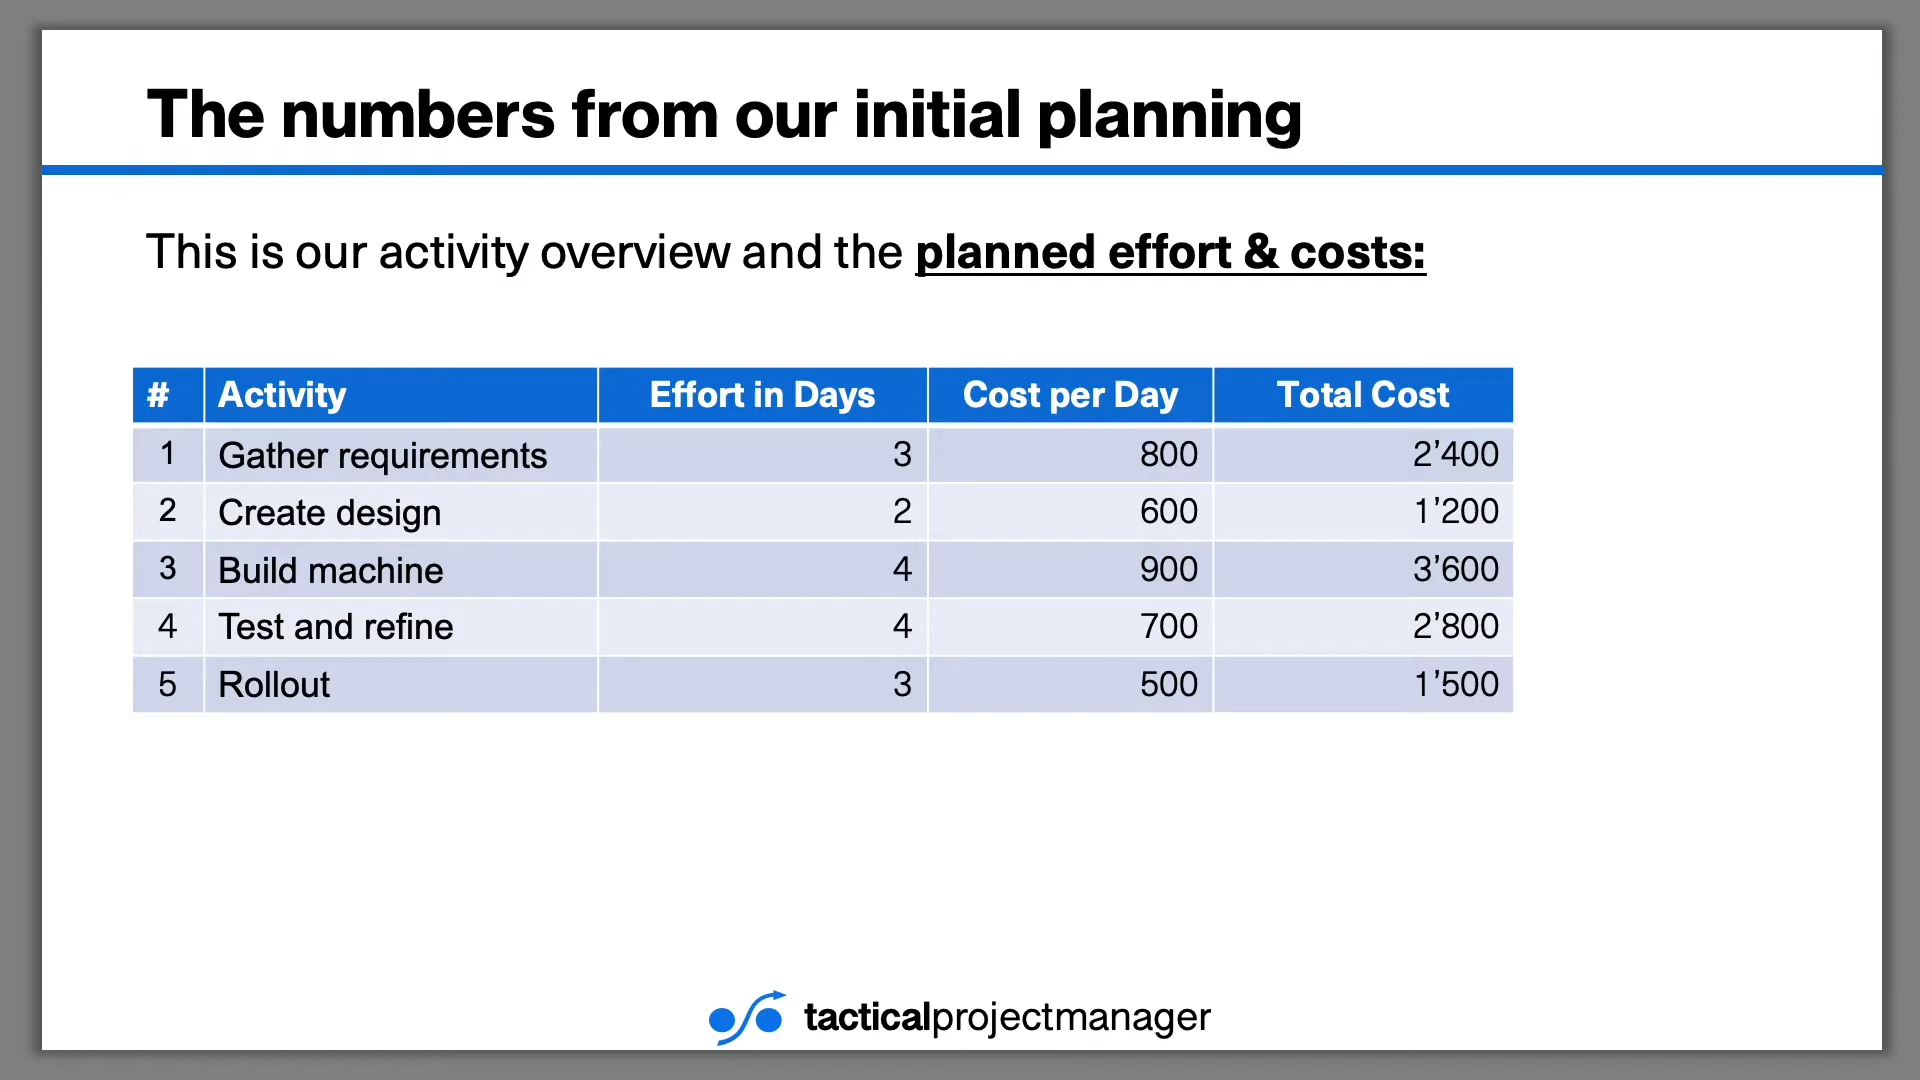 The numbers from our initial planning
This is our activity overview and the planned effort & costs:
# Activity Effort in Days Cost per Day Total Cost
1 Gather requirements 3 800 2’400
2 Create design 2 600 1’200
3 Build machine 4 900 3’600
4 Test and refine 4 700 2’800
5 Rollout 3 500 1’500
tacticalprojectmanager